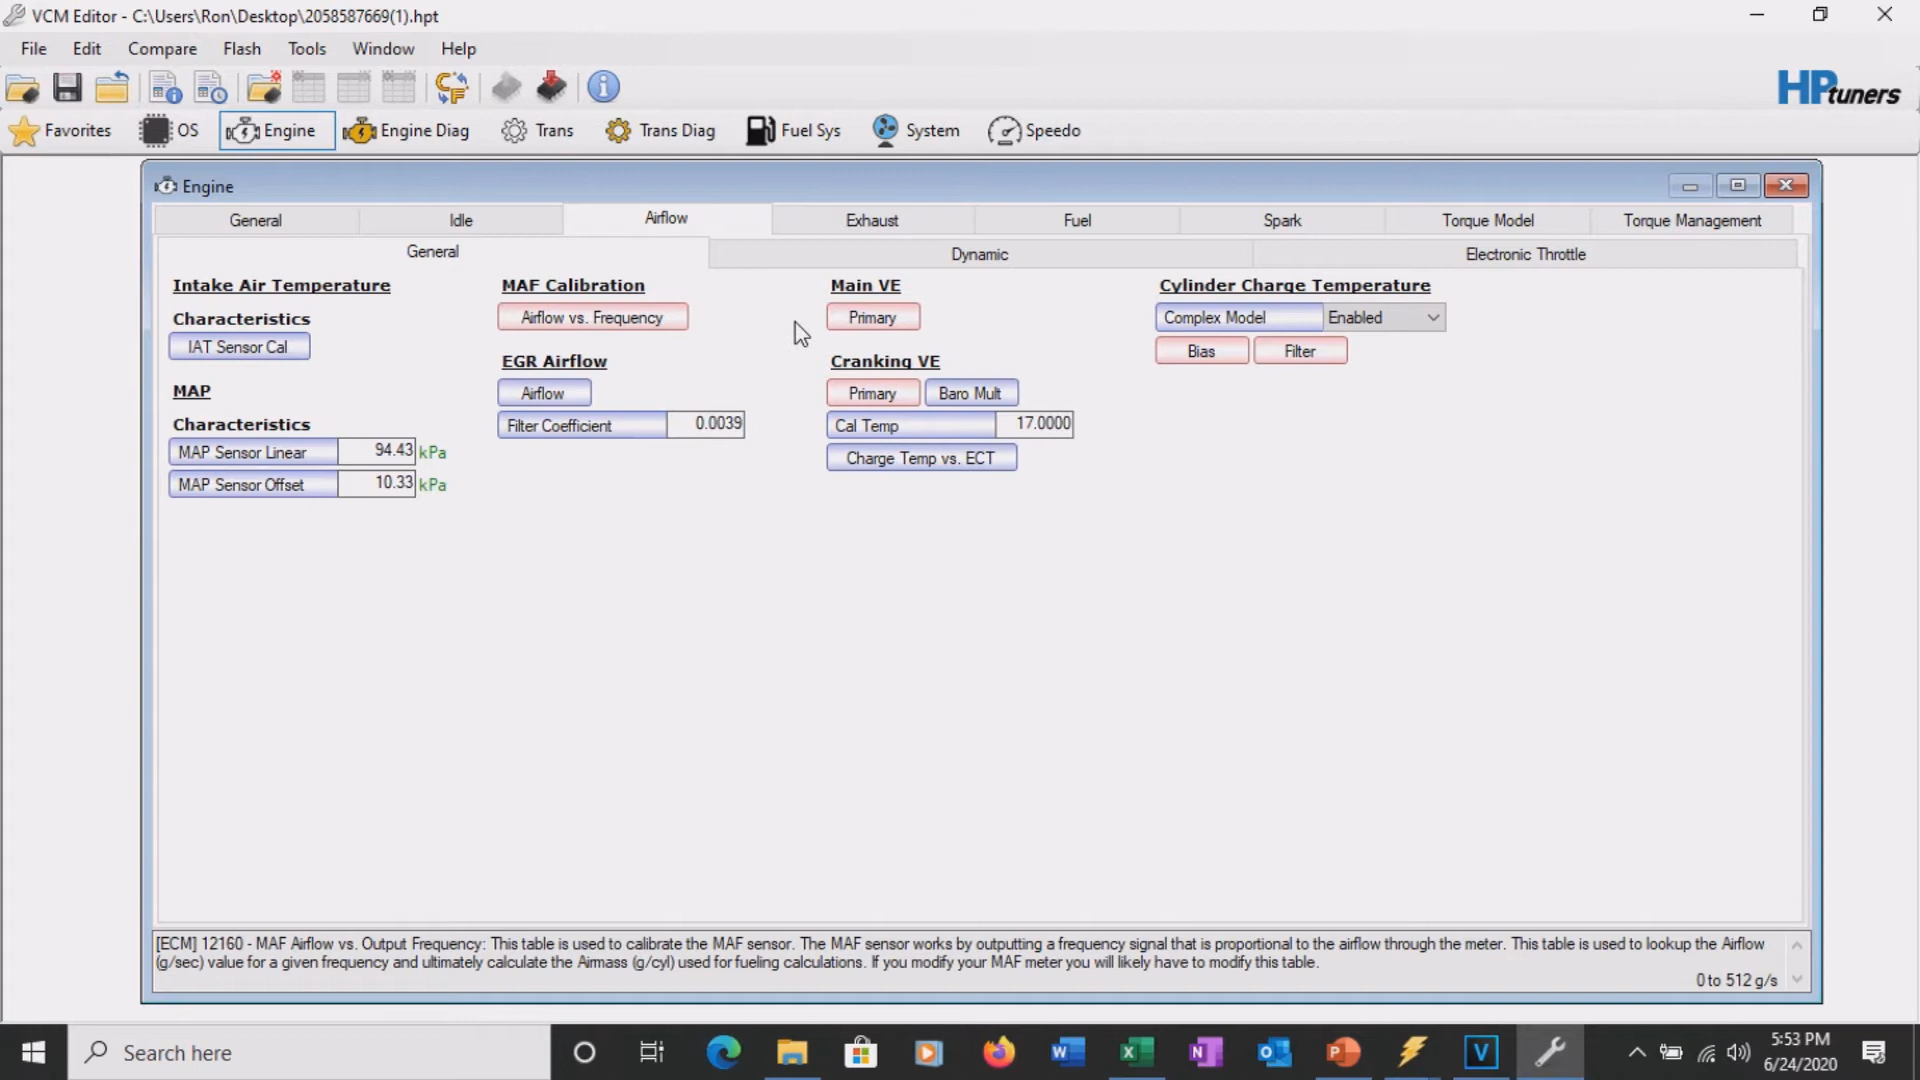 VCM Editor - C:\Users\Ron\Desktop\2058587669(1).hpt
File Edit Compare Flash Tools Window Help
HPtuners
Favorites OS Engine Engine Diag Trans Trans Diag Fuel Sys System Speedo
Engine
General Idle Airflow Exhaust Fuel Spark Torque Model Torque Management
General Dynamic Electronic Throttle
Intake Air Temperature
Characteristics
IAT Sensor Cal
MAP
Characteristics
MAP Sensor Linear 94.43 kPa
MAP Sensor Offset 10.33 kPa
MAF Calibration
Airflow vs. Frequency
EGR Airflow
Airflow
Filter Coefficient 0.0039
Main VE
Primary
Cranking VE
Primary Baro Mult
Cal Temp 17.0000
Charge Temp vs. ECT
Cylinder Charge Temperature
Complex Model Enabled
Bias Filter
[ECM] 12160 - MAF Airflow vs. Output Frequency: This table is used to calibrate the MAF sensor. The MAF sensor works by outputting a frequency signal that is proportional to the airflow through the meter. This table is used to lookup the Airflow
(g/sec) value for a given frequency and ultimately calculate the Airmass (g/cyl) used for fueling calculations. If you modify your MAF meter you will likely have to modify this table.
0 to 512 g/s
Search here
5:53 PM
6/24/2020